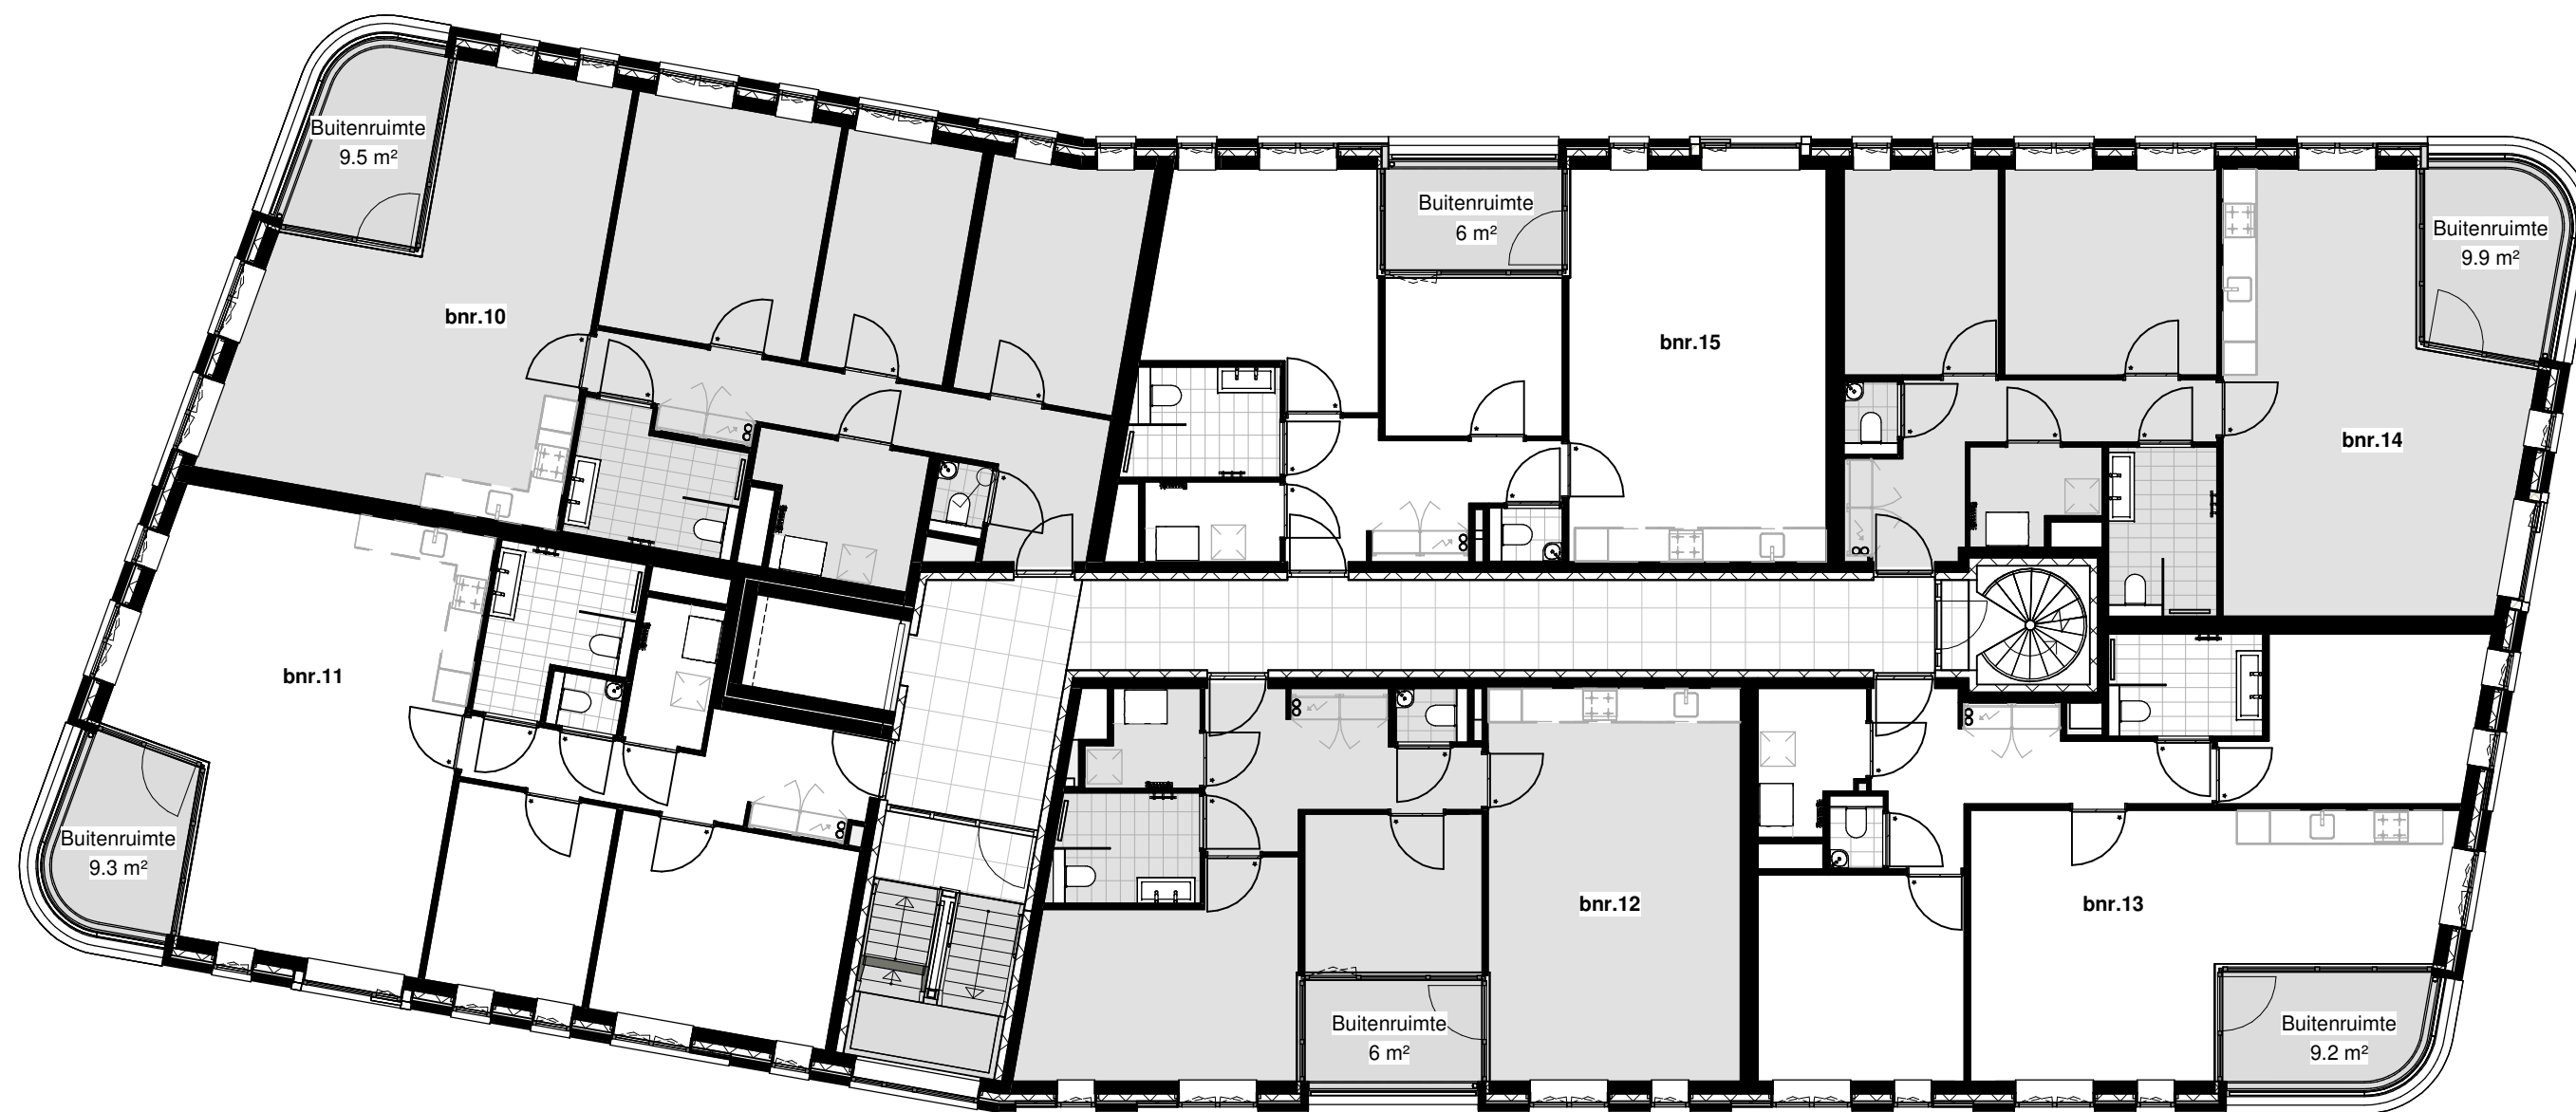 Buitenruimte
9.5 m²
bnr.10
Buitenruimte
6 m²
bnr.15
Buitenruimte
9.9 m²
bnr.14
bnr.11
Buitenruimte
9.3 m²
bnr.12
Buitenruimte
6 m²
bnr.13
Buitenruimte
9.2 m²